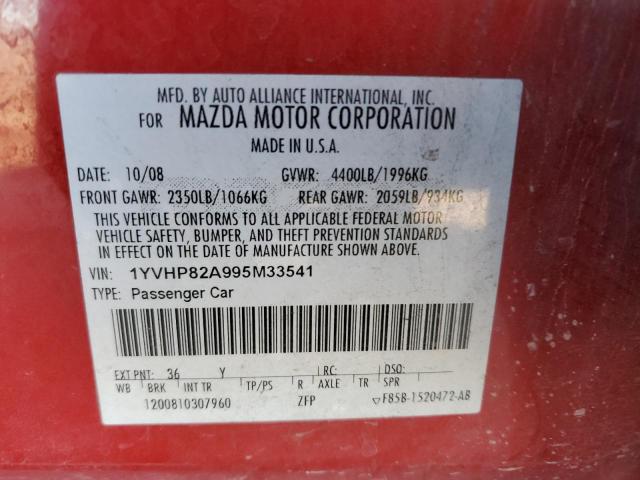 MFD. BY AUTO ALLIANCE INTERNATIONAL, INC.
FOR MAZDA MOTOR CORPORATION
MADE IN U.S.A.
DATE: 10/08 GVWR: 4400LB/1996KG
FRONT GAWR: 2350LB/1066KG REAR GAWR: 2059LB/934KG
THIS VEHICLE CONFORMS TO ALL APPLICABLE FEDERAL MOTOR
VEHICLE SAFETY, BUMPER, AND THEFT PREVENTION STANDARDS
IN EFFECT ON THE DATE OF MANUFACTURE SHOWN ABOVE.
VIN: 1YVHP82A995M33541
TYPE: Passenger Car
EXT PNT: 36 Y RC: DSO:
WB BRK INT TR TP/PS R AXLE TR SPR
1200810307960 ZFP ▽F85B-1520472-AB